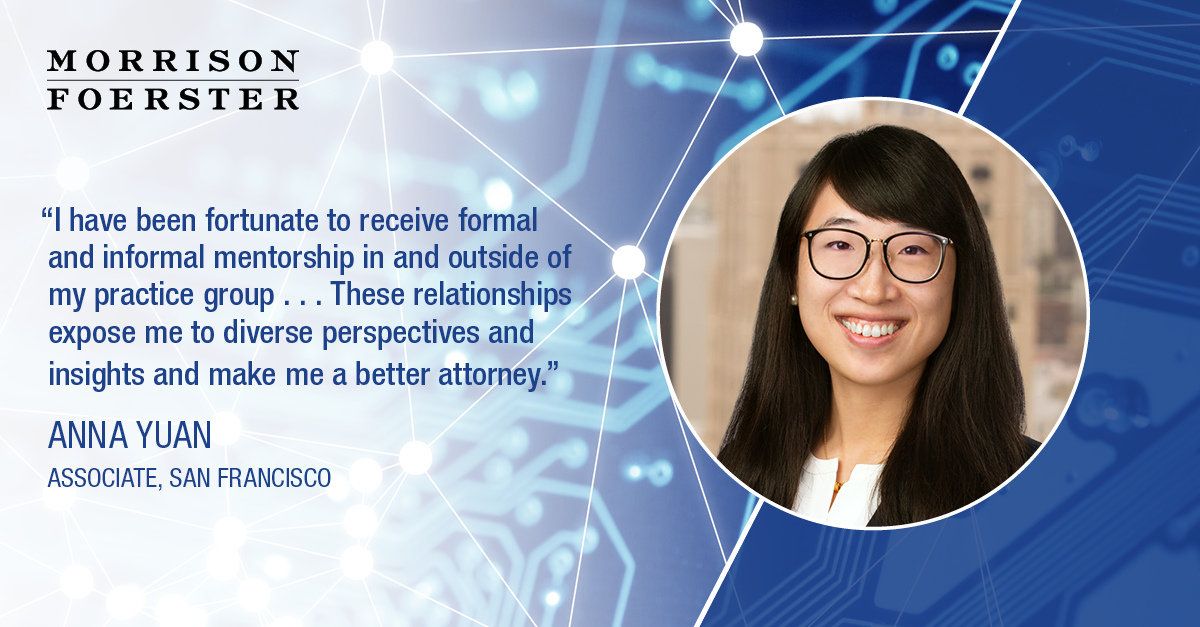 MORRISON
FOERSTER
“I have been fortunate to receive formal
and informal mentorship in and outside of
my practice group . . . These relationships
expose me to diverse perspectives and
insights and make me a better attorney.”
ANNA YUAN
ASSOCIATE, SAN FRANCISCO